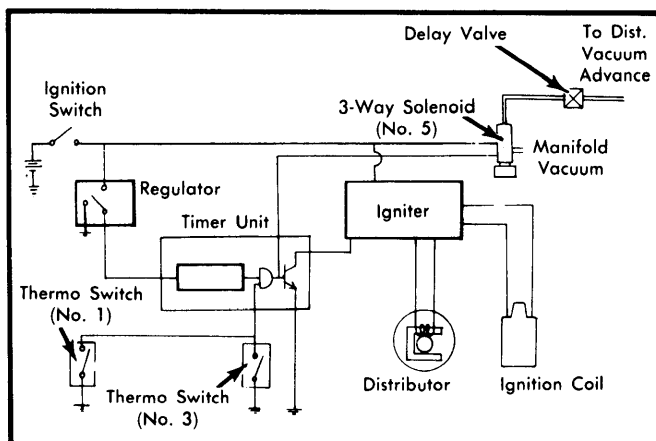 Delay Valve
To Dist.
Vacuum
Advance
Ignition
Switch
3-Way Solenoid
(No. 5)
Manifold
Vacuum
Regulator
Igniter
Timer Unit
Thermo Switch
(No. 1)
Thermo Switch
(No. 3)
Distributor
Ignition Coil